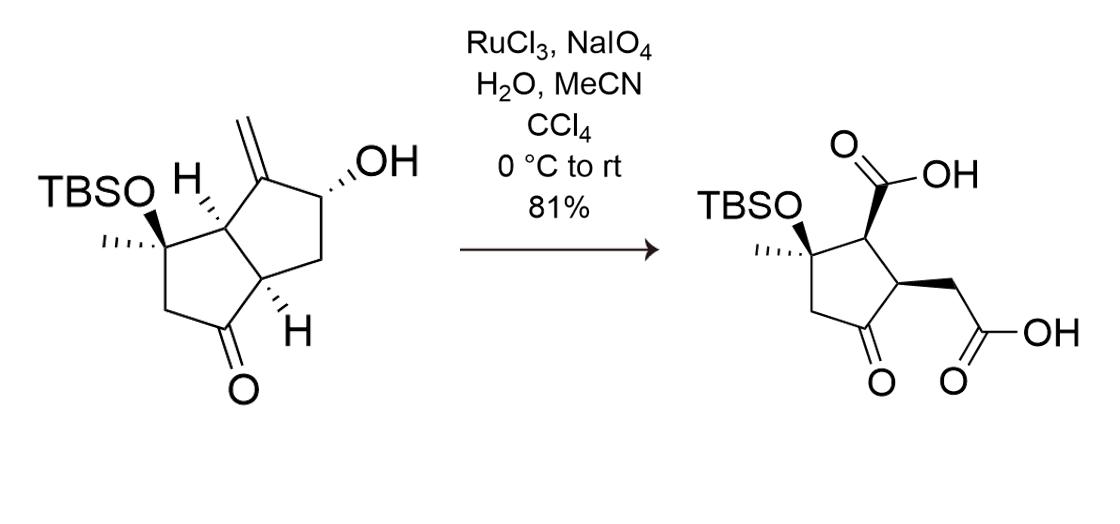 RuCl₃, NaIO₄
H₂O, MeCN
CCl₄
0 °C to rt
81%
TBSO
H
OH
H
O
TBSO
O
OH
O
O
OH